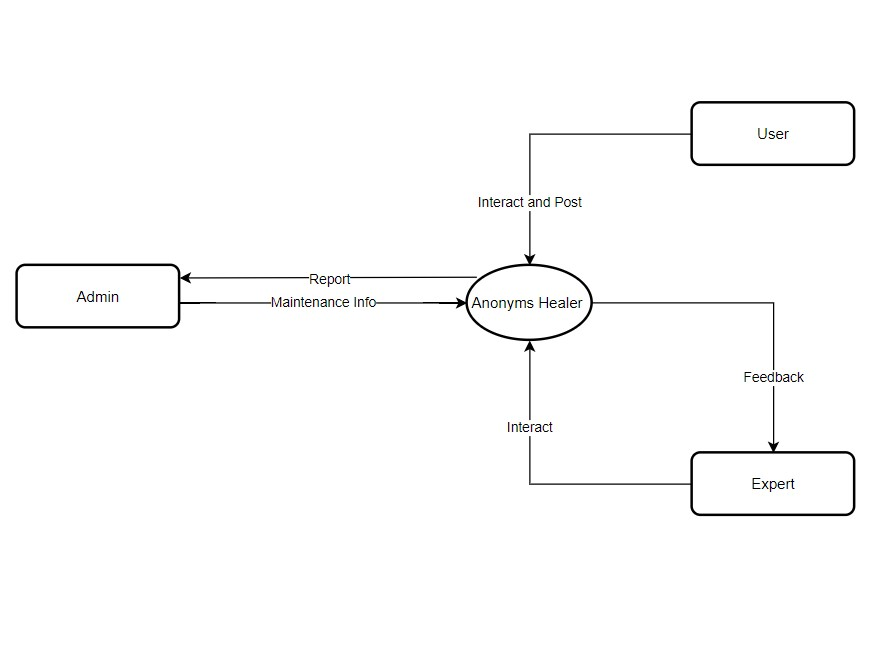 User
Interact and Post
Report
Admin
Maintenance Info
Anonyms Healer
Feedback
Interact
Expert